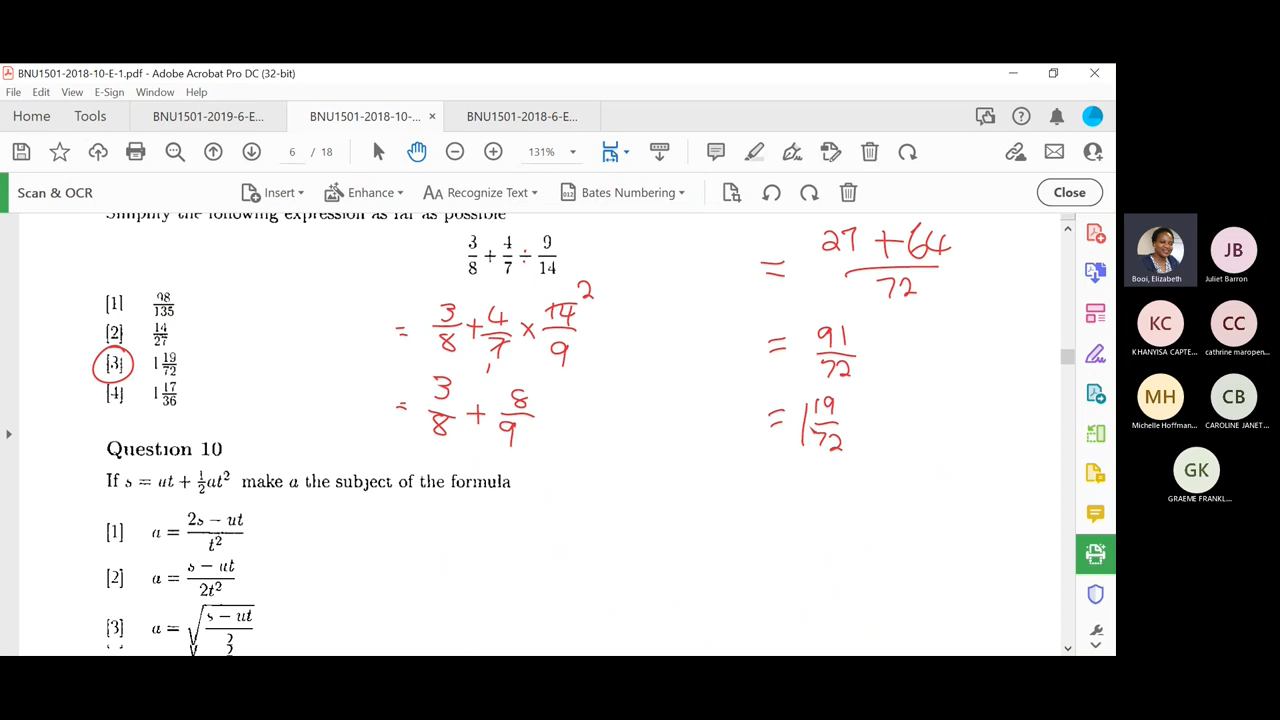 BNU1501-2018-10-E-1.pdf - Adobe Acrobat Pro DC (32-bit)
File Edit View E-Sign Window Help
Home Tools BNU1501-2019-6-E... BNU1501-2018-10-... × BNU1501-2018-6-E...
6 / 18 131%
Scan & OCR Insert Enhance Recognize Text Bates Numbering Close
Simplify the following expression as far as possible
3/8 + 4/7 ÷ 9/14
[1] 98/135
[2] 14/27
[3] 1 19/72
[4] 1 17/36
= 3/8 + 4/7 × 14/9 2
1
= 3/8 + 8/9
= 27 + 64 / 72
= 91/72
= 1 19/72
Question 10
If s = ut + ½at² make a the subject of the formula
[1] a = 2s − ut / t²
[2] a = s − ut / 2t²
[3] a = √ s − ut / 2
Booi, Elizabeth
JB
Juliet Barron
KC
KHANYISA CAPTE...
CC
cathrine maropen...
MH
Michelle Hoffman...
CB
CAROLINE JANET...
GK
GRAEME FRANKL...